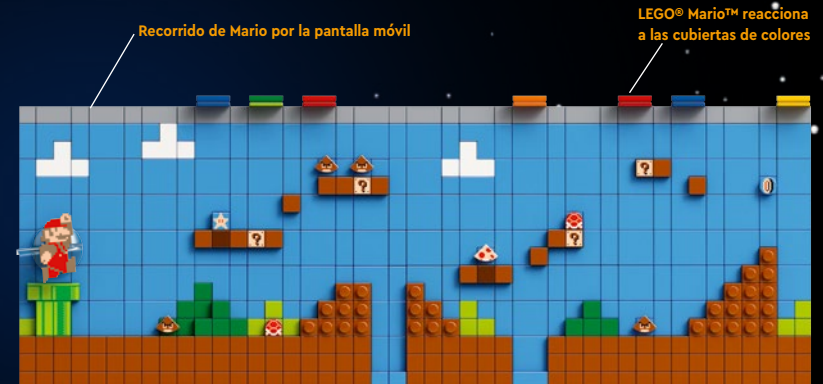 Recorrido de Mario por la pantalla móvil
LEGO® Mario™ reacciona
a las cubiertas de colores
?
?
?
?